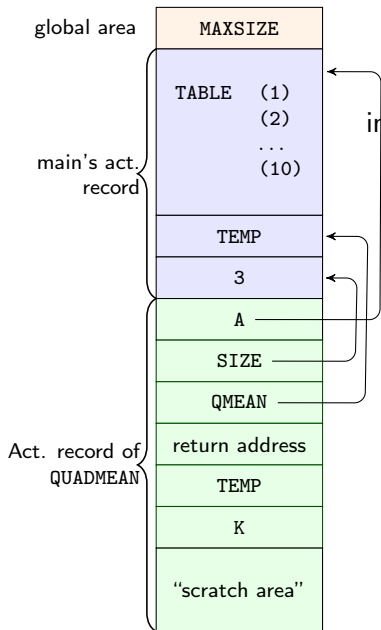 global area
MAXSIZE
TABLE (1)
(2)
...
(10)
main's act.
record
TEMP
3
A
SIZE
QMEAN
return address
Act. record of
QUADMEAN
TEMP
K
“scratch area”